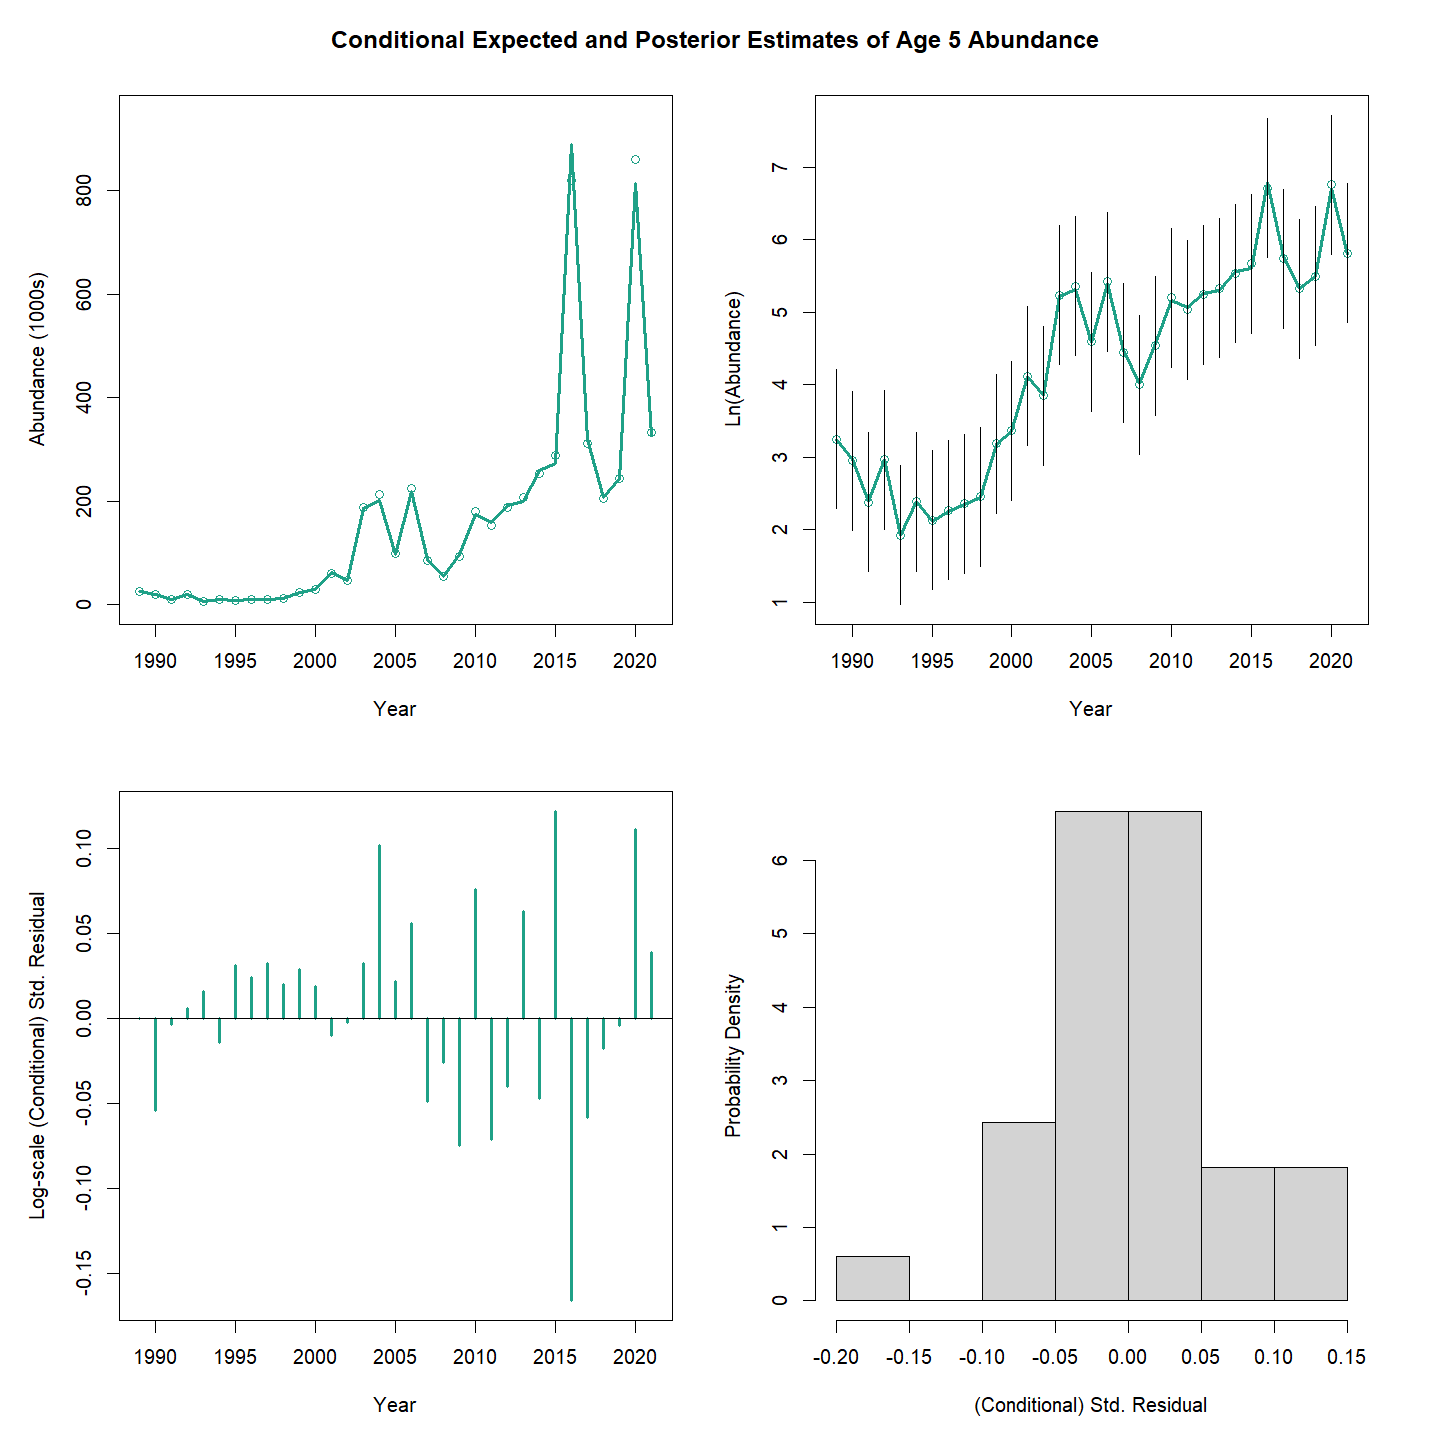 Conditional Expected and Posterior Estimates of Age 5 Abundance
Abundance (1000s)
0 200 400 600 800
1990 1995 2000 2005 2010 2015 2020
Year
Ln(Abundance)
1 2 3 4 5 6 7
1990 1995 2000 2005 2010 2015 2020
Year
Log-scale (Conditional) Std. Residual
-0.15 -0.10 -0.05 0.00 0.05 0.10
1990 1995 2000 2005 2010 2015 2020
Year
Probability Density
0 1 2 3 4 5 6
-0.20 -0.15 -0.10 -0.05 0.00 0.05 0.10 0.15
(Conditional) Std. Residual